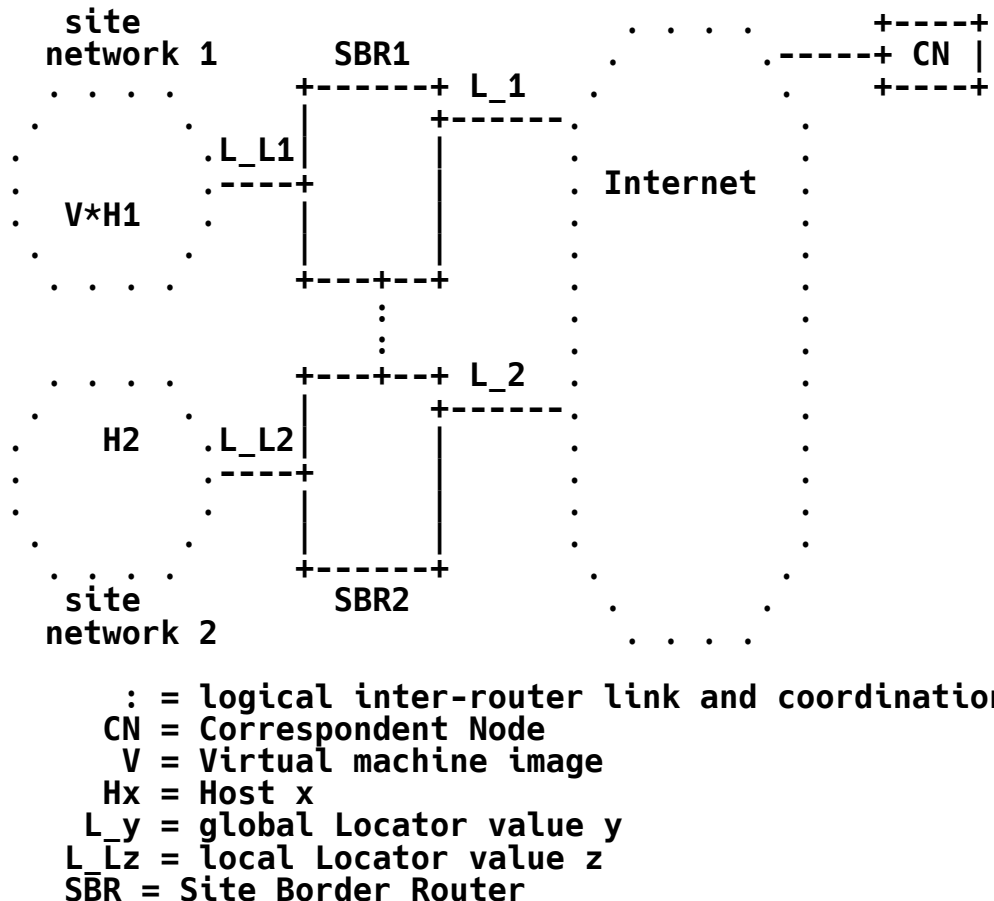 site
network 1 SBR1 CN
L_1
L_L1
Internet
V*H1
:
:
L_2
H2 L_L2
site SBR2
network 2
: = logical inter-router link and coordination
CN = Correspondent Node
V = Virtual machine image
Hx = Host x
L_y = global Locator value y
L_Lz = local Locator value z
SBR = Site Border Router